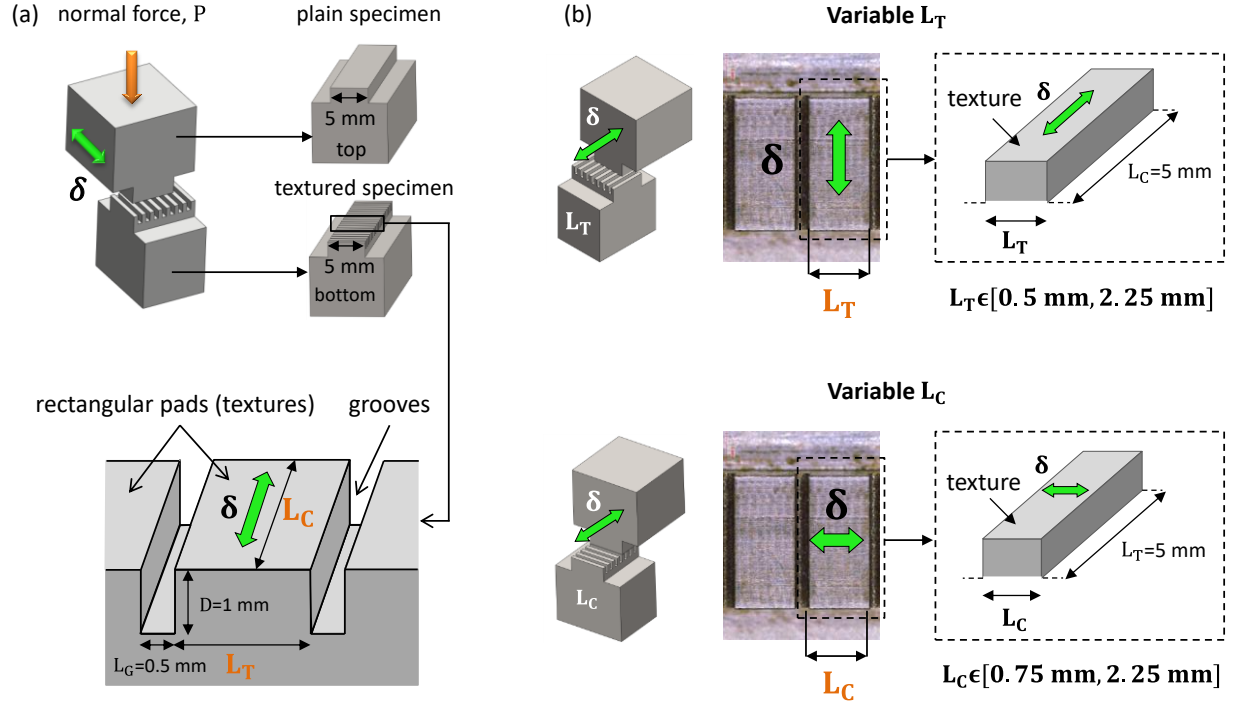 (a)
normal force, P
plain specimen
5 mm
top
δ
textured specimen
5 mm
bottom
rectangular pads (textures)
grooves
δ
L_C
D=1 mm
L_G=0.5 mm
L_T
(b)
Variable L_T
δ
L_T
δ
L_T
texture
δ
L_C=5 mm
L_T
L_Tϵ[0.5 mm, 2.25 mm]
Variable L_C
δ
L_C
δ
L_C
texture
δ
L_T=5 mm
L_C
L_Cϵ[0.75 mm, 2.25 mm]